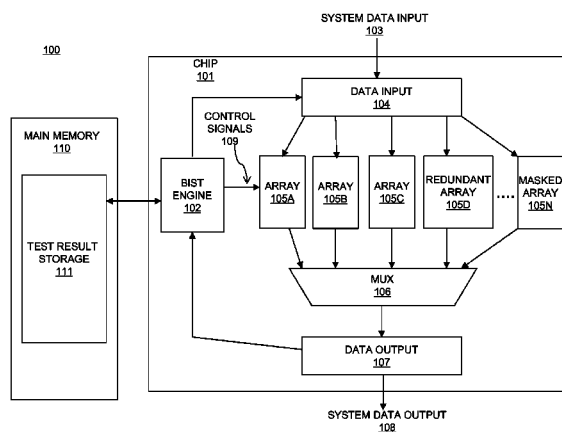 SYSTEM DATA INPUT
103
100
CHIP
101
DATA INPUT
104
CONTROL
SIGNALS
109
MAIN MEMORY
110
TEST RESULT
STORAGE
111
BIST
ENGINE
102
ARRAY
105A
ARRAY
105B
ARRAY
105C
REDUNDANT
ARRAY
105D
....
MASKED
ARRAY
105N
MUX
106
DATA OUTPUT
107
SYSTEM DATA OUTPUT
108